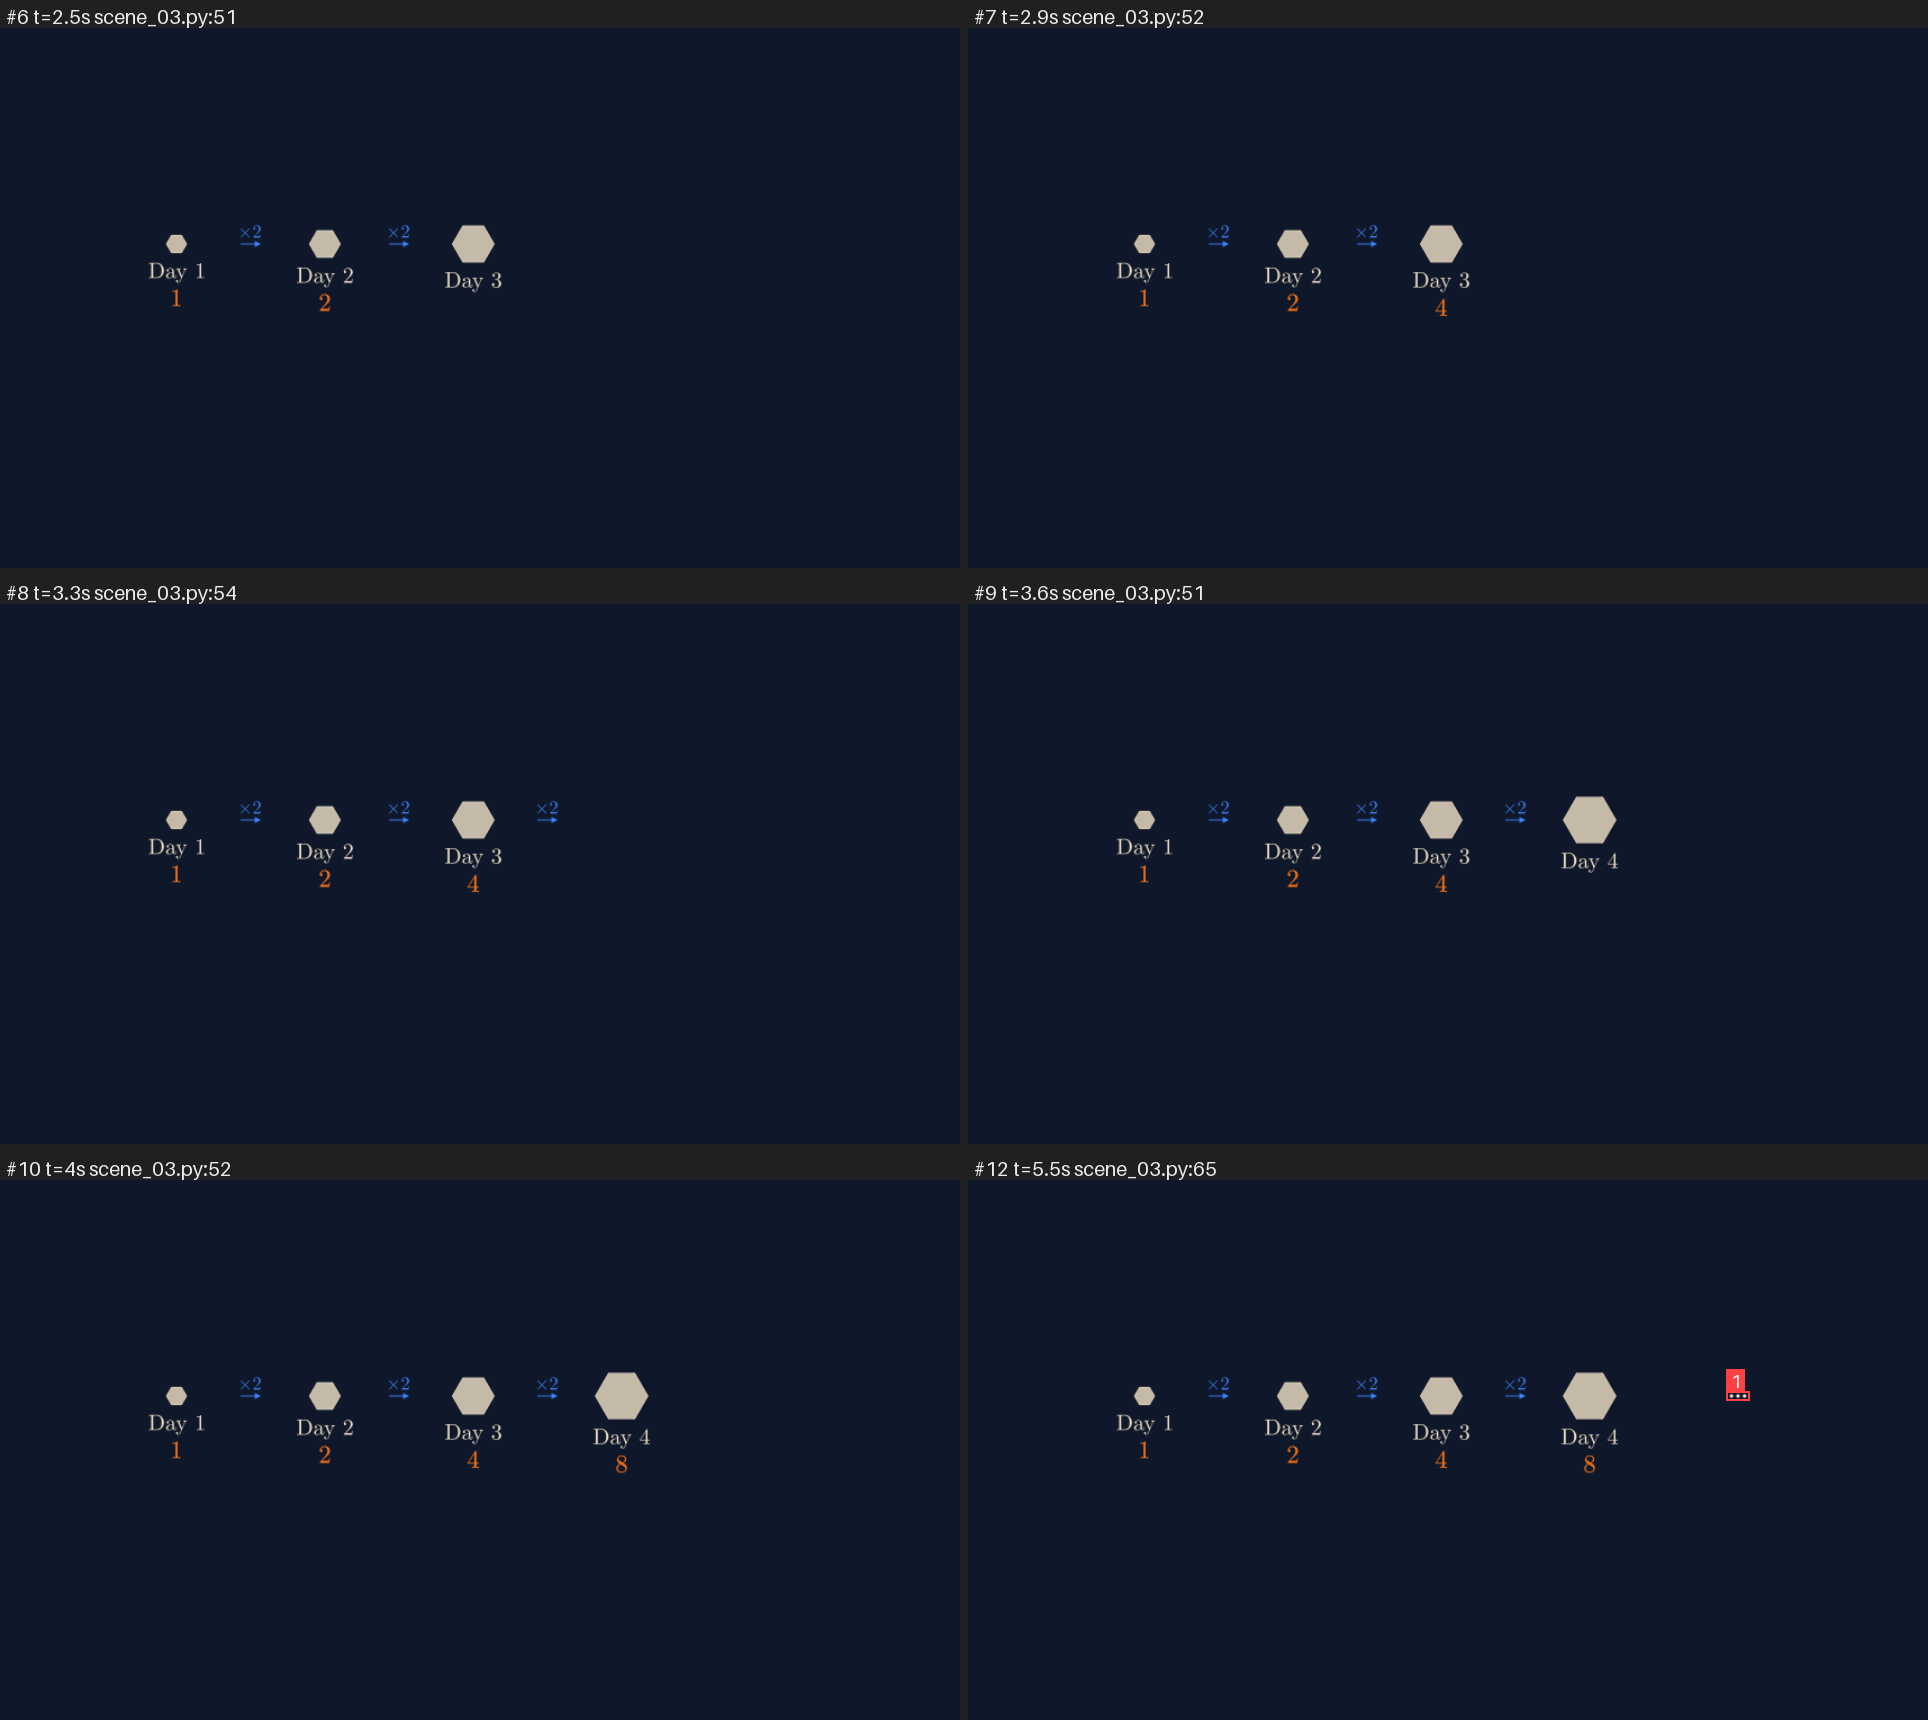 #6 t=2.5s scene_03.py:51
×2 ×2
Day 1 Day 2 Day 3
1 2
#7 t=2.9s scene_03.py:52
×2 ×2
Day 1 Day 2 Day 3
1 2 4
#8 t=3.3s scene_03.py:54
×2 ×2 ×2
Day 1 Day 2 Day 3
1 2 4
#9 t=3.6s scene_03.py:51
×2 ×2 ×2
Day 1 Day 2 Day 3 Day 4
1 2 4
#10 t=4s scene_03.py:52
×2 ×2 ×2
Day 1 Day 2 Day 3 Day 4
1 2 4 8
#12 t=5.5s scene_03.py:65
×2 ×2 ×2 1
...
Day 1 Day 2 Day 3 Day 4
1 2 4 8